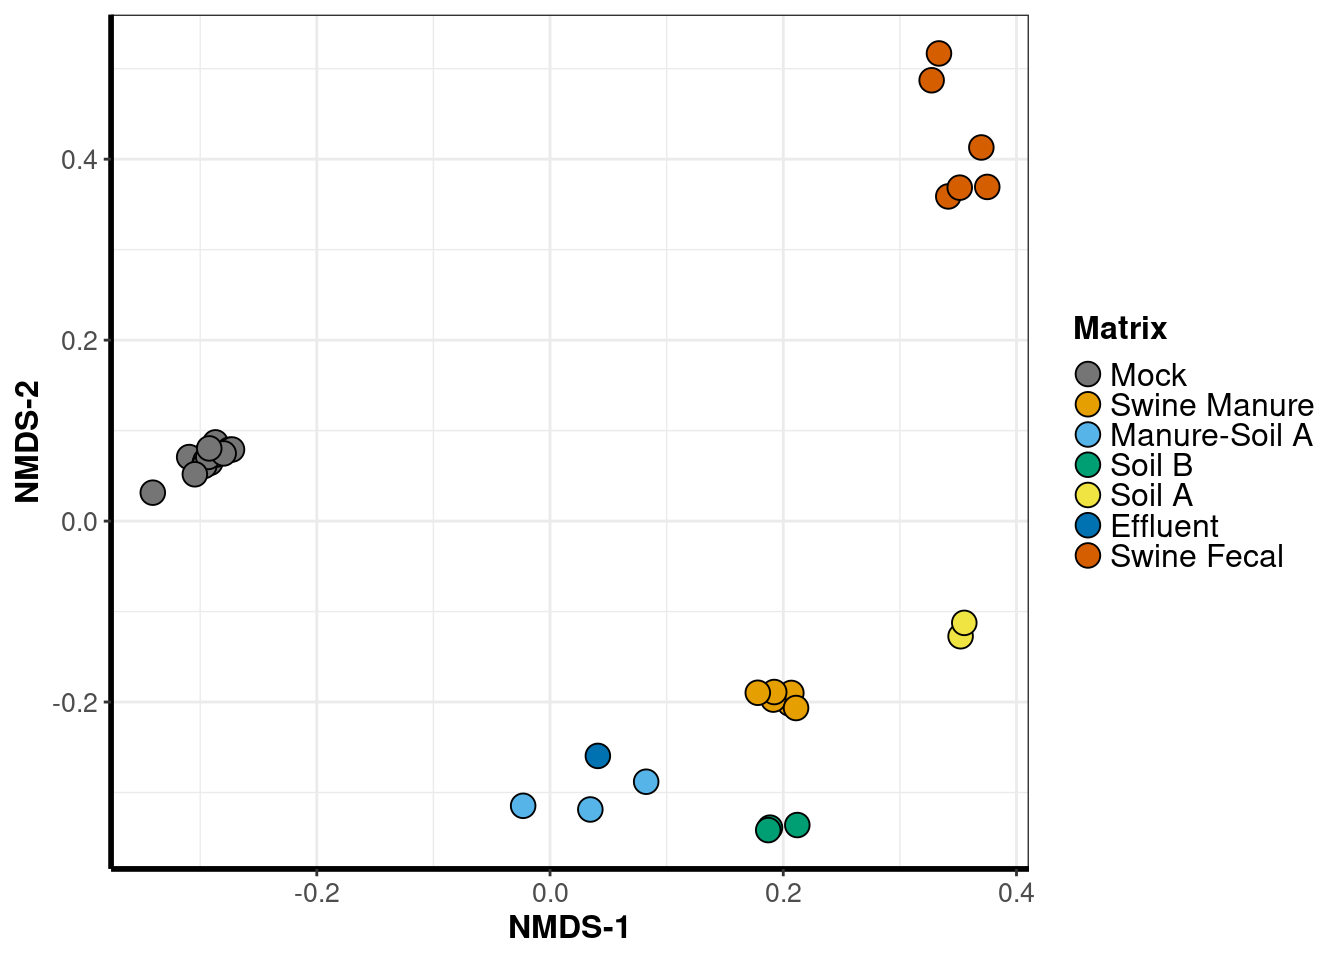 NMDS-2
0.4
0.2
0.0
-0.2
-0.2
0.0
0.2
0.4
NMDS-1
Matrix
Mock
Swine Manure
Manure-Soil A
Soil B
Soil A
Effluent
Swine Fecal